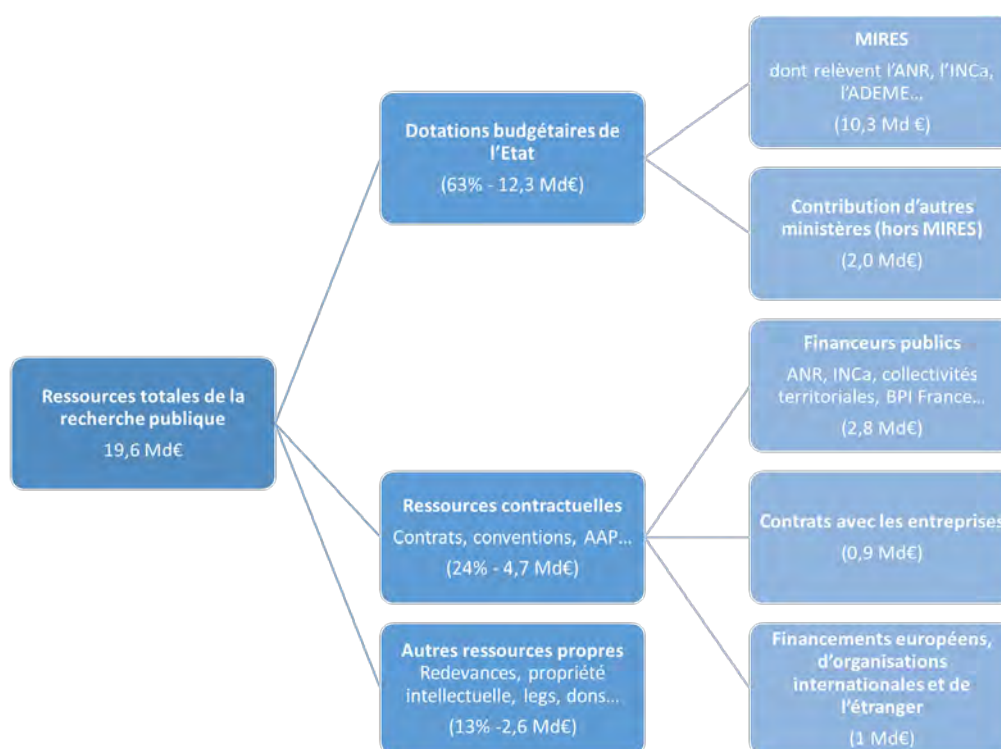 Ressources totales de la
recherche publique
19,6 Md€
Dotations budgétaires de
l'Etat
(63% - 12,3 Md€)
Ressources contractuelles
Contrats, conventions, AAP...
(24% - 4,7 Md€)
Autres ressources propres
Redevances, propriété
intellectuelle, legs, dons...
(13% -2,6 Md€)
MIRES
dont relèvent l'ANR, l'INCa,
l'ADEME...
(10,3 Md €)
Contribution d'autres
ministères (hors MIRES)
(2,0 Md€)
Financeurs publics
ANR, INCa, collectivités
territoriales, BPI France...
(2,8 Md€)
Contrats avec les entreprises
(0,9 Md€)
Financements européens,
d'organisations
internationales et de
l'étranger
(1 Md€)